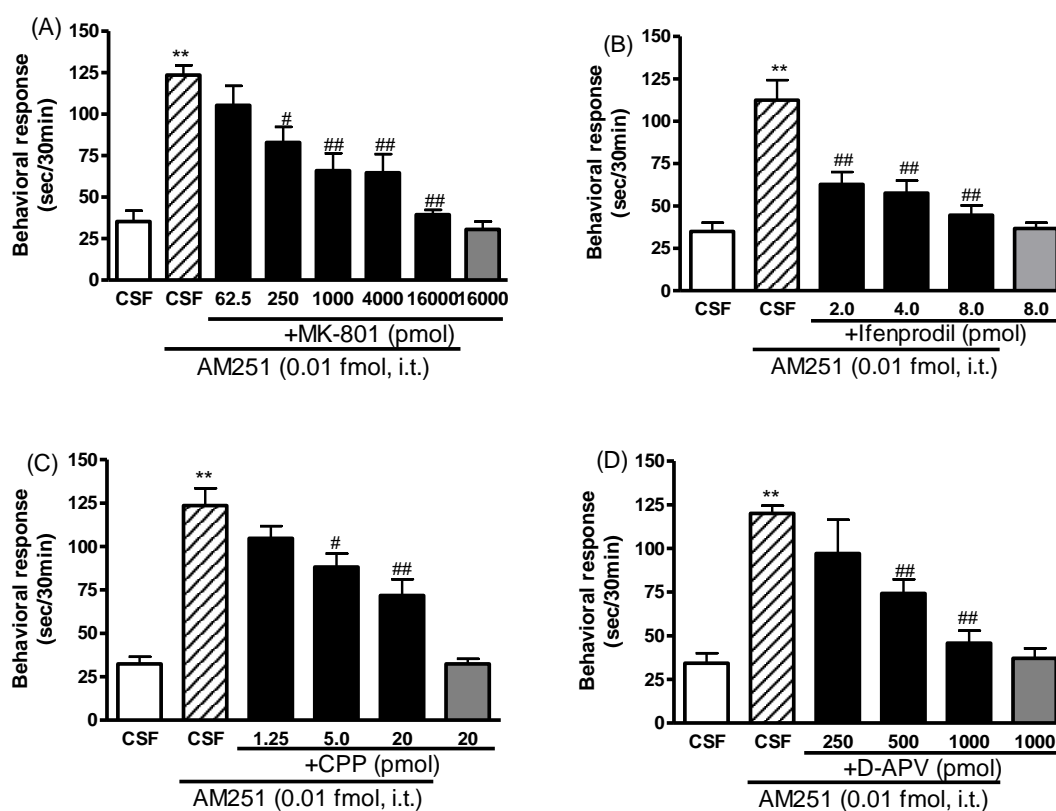 (A)
Behavioral response
(sec/30min)
150
125
100
75
50
25
0
**
#
##
##
##
CSF CSF 62.5 250 1000 4000 16000 16000
+MK-801 (pmol)
AM251 (0.01 fmol, i.t.)
(B)
Behavioral response
(sec/30min)
150
125
100
75
50
25
0
**
##
##
##
CSF CSF 2.0 4.0 8.0 8.0
+Ifenprodil (pmol)
AM251 (0.01 fmol, i.t.)
(C)
Behavioral response
(sec/30min)
150
125
100
75
50
25
0
**
#
##
CSF CSF 1.25 5.0 20 20
+CPP (pmol)
AM251 (0.01 fmol, i.t.)
(D)
Behavioral response
(sec/30min)
150
125
100
75
50
25
0
**
##
##
CSF CSF 250 500 1000 1000
+D-APV (pmol)
AM251 (0.01 fmol, i.t.)